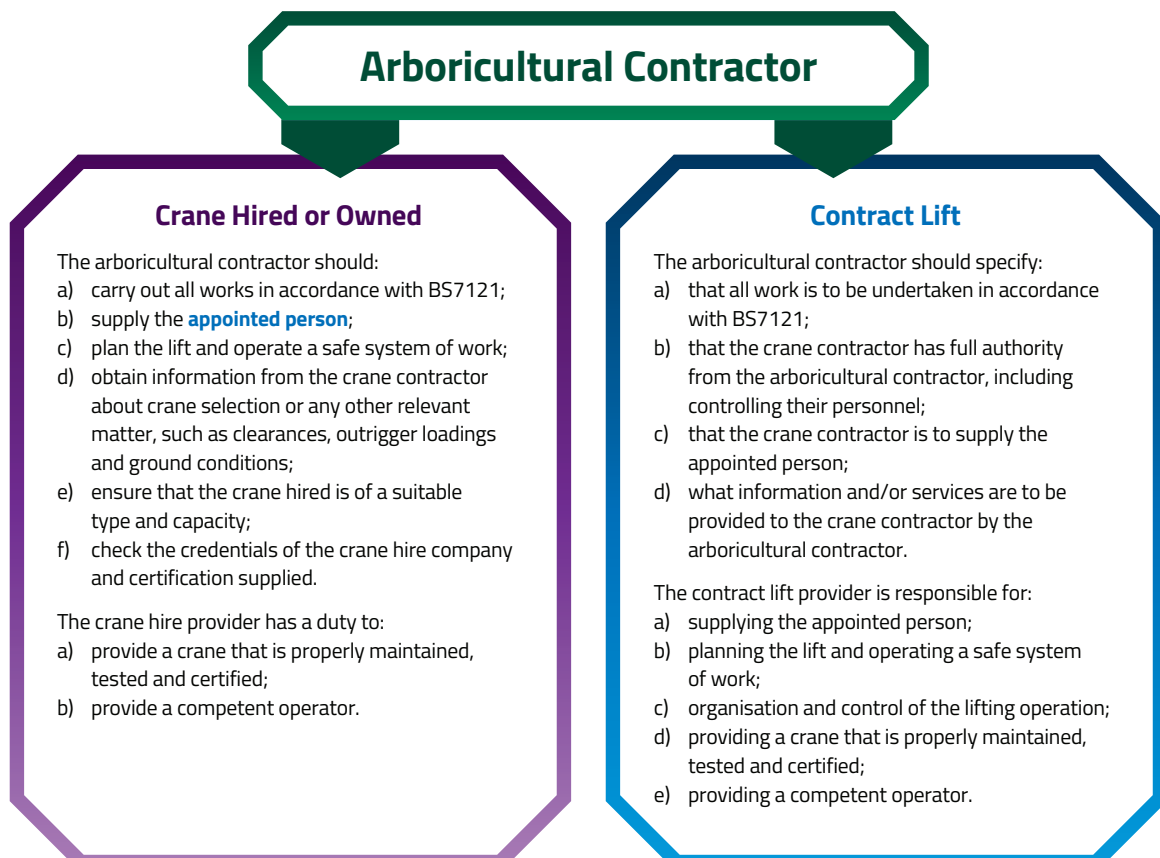 Arboricultural Contractor
Crane Hired or Owned
The arboricultural contractor should:
a) carry out all works in accordance with BS7121;
b) supply the appointed person;
c) plan the lift and operate a safe system of work;
d) obtain information from the crane contractor
about crane selection or any other relevant
matter, such as clearances, outrigger loadings
and ground conditions;
e) ensure that the crane hired is of a suitable
type and capacity;
f) check the credentials of the crane hire company
and certification supplied.
The crane hire provider has a duty to:
a) provide a crane that is properly maintained,
tested and certified;
b) provide a competent operator.
Contract Lift
The arboricultural contractor should specify:
a) that all work is to be undertaken in accordance
with BS7121;
b) that the crane contractor has full authority
from the arboricultural contractor, including
controlling their personnel;
c) that the crane contractor is to supply the
appointed person;
d) what information and/or services are to be
provided to the crane contractor by the
arboricultural contractor.
The contract lift provider is responsible for:
a) supplying the appointed person;
b) planning the lift and operating a safe system
of work;
c) organisation and control of the lifting operation;
d) providing a crane that is properly maintained,
tested and certified;
e) providing a competent operator.